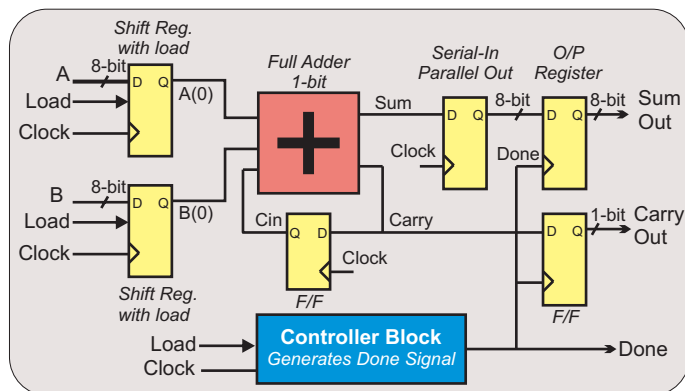 Shift Reg.
with load
A
8-bit
Load
Clock
D
Q
A(0)
Full Adder
1-bit
+
Sum
Serial-In
Parallel Out
8-bit
D
Q
Clock
O/P
Register
8-bit
D
Q
Done
Sum
Out
B
8-bit
Load
Clock
D
Q
B(0)
Shift Reg.
with load
Cin
Q
D
Carry
Clock
F/F
D
Q
1-bit
Carry
Out
F/F
Load
Clock
Controller Block
Generates Done Signal
Done